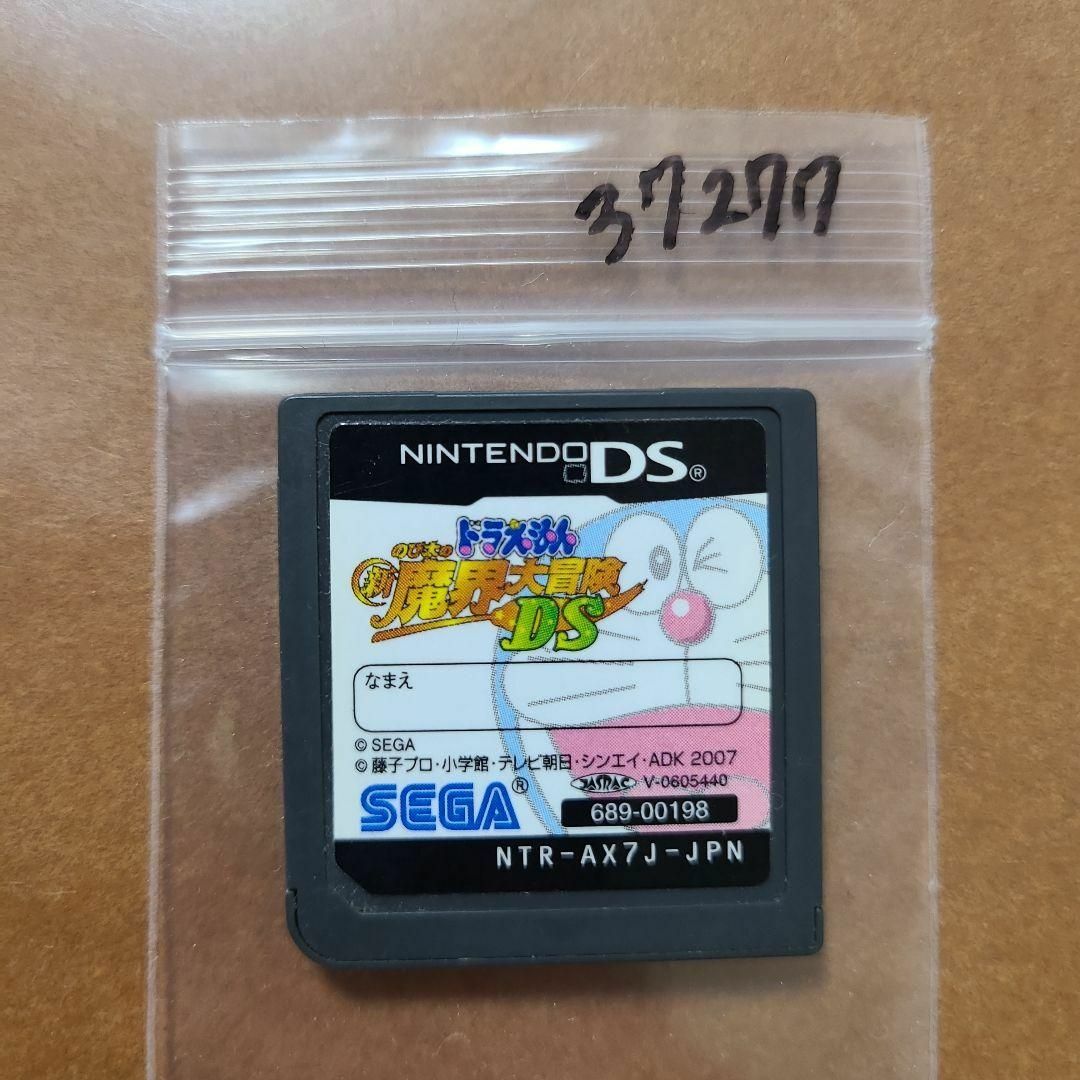 37277
NINTENDO DS®
ドラえもん
のび太の
新魔界大冒険
DS
なまえ
© SEGA
© 藤子プロ・小学館・テレビ朝日・シンエイ・ADK 2007
JASRAC V-0605440
SEGA®
689-00198
NTR-AX7J-JPN